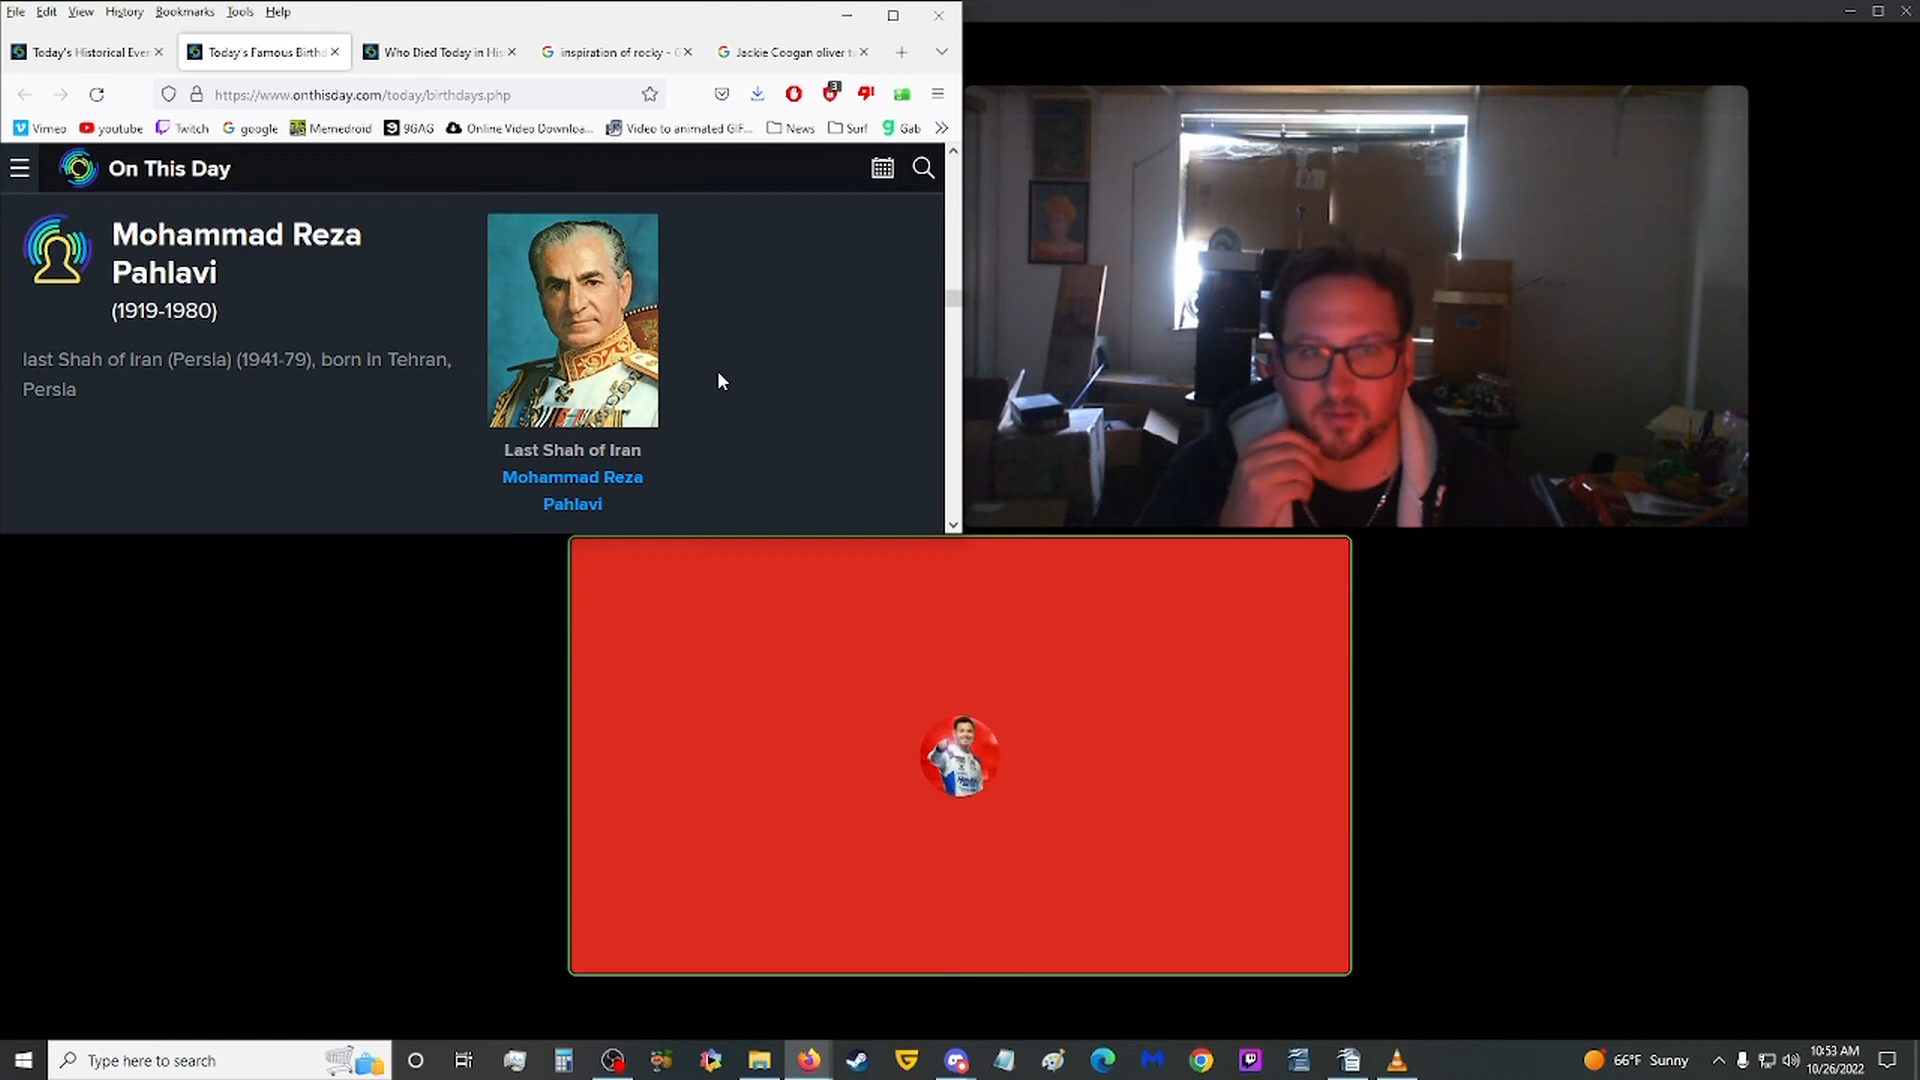 File Edit View History Bookmarks Tools Help
Today's Historical Even
Today's Famous Birthd
Who Died Today in His
inspiration of rocky - G
Jackie Coogan oliver t
https://www.onthisday.com/today/birthdays.php
3
Vimeo youtube Twitch google Memedroid 9GAG Online Video Downloa... Video to animated GIF... News Surf Gab
On This Day
Mohammad Reza
Pahlavi
(1919-1980)
last Shah of Iran (Persia) (1941-79), born in Tehran,
Persia
Last Shah of Iran
Mohammad Reza
Pahlavi
Type here to search
66°F Sunny
10:53 AM
10/26/2022